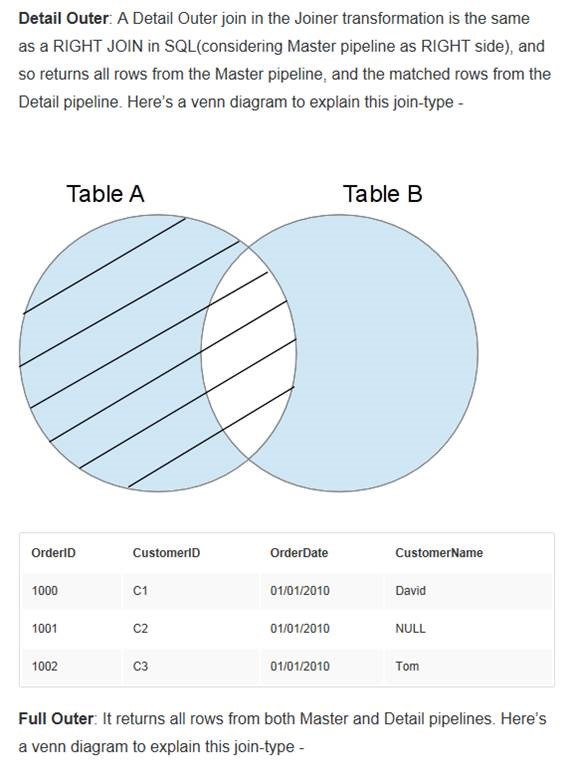 Detail Outer: A Detail Outer join in the Joiner transformation is the same
as a RIGHT JOIN in SQL(considering Master pipeline as RIGHT side), and
so returns all rows from the Master pipeline, and the matched rows from the
Detail pipeline. Here’s a venn diagram to explain this join-type -
Table A Table B
OrderID CustomerID OrderDate CustomerName
1000 C1 01/01/2010 David
1001 C2 01/01/2010 NULL
1002 C3 01/01/2010 Tom
Full Outer: It returns all rows from both Master and Detail pipelines. Here’s
a venn diagram to explain this join-type -